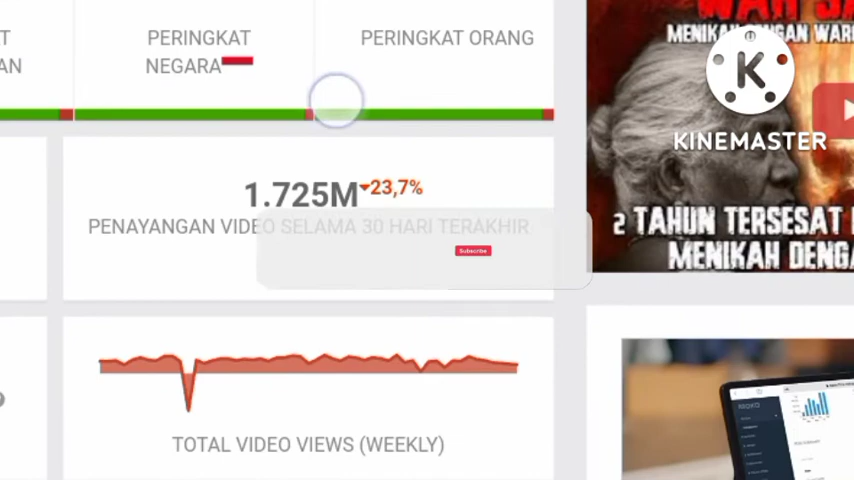 T
AN
PERINGKAT
NEGARA
PERINGKAT ORANG
1.725M
23,7%
PENAYANGAN VIDEO SELAMA 30 HARI TERAKHIR
Subscribe
TOTAL VIDEO VIEWS (WEEKLY)
MENIKAH DENGAN WAR
K
KINEMASTER
2 TAHUN TERSESAT
MENIKAH DENGA